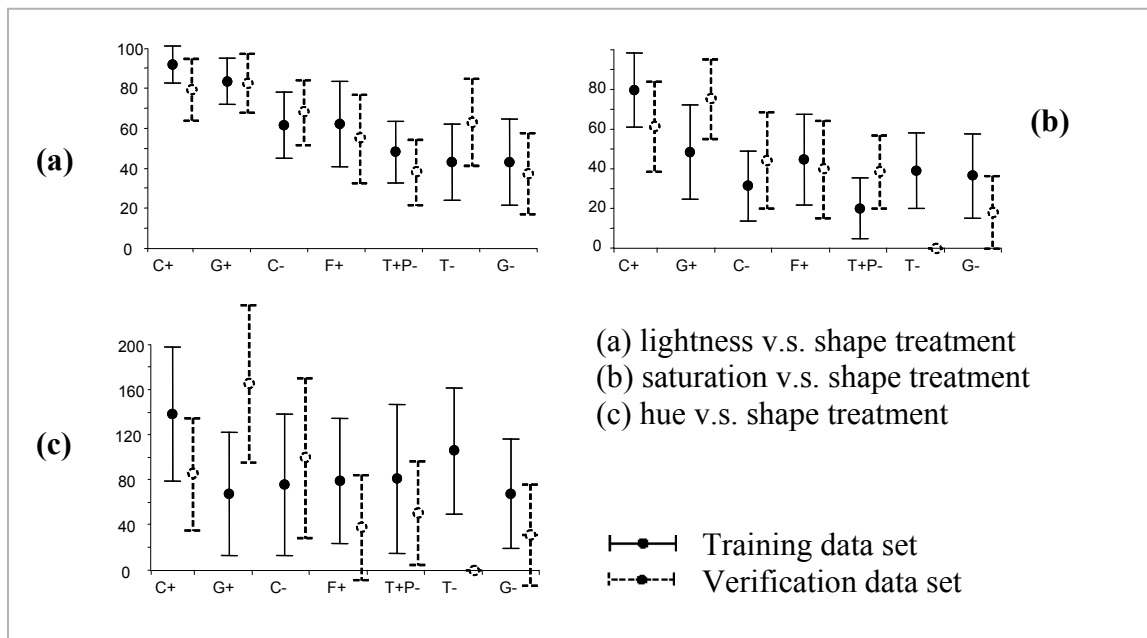 (a)
100
80
60
40
20
0
C+ G+ C- F+ T+P- T- G-
(b)
80
60
40
20
0
C+ G+ C- F+ T+P- T- G-
(c)
200
160
120
80
40
0
C+ G+ C- F+ T+P- T- G-
(a) lightness v.s. shape treatment
(b) saturation v.s. shape treatment
(c) hue v.s. shape treatment
Training data set
Verification data set